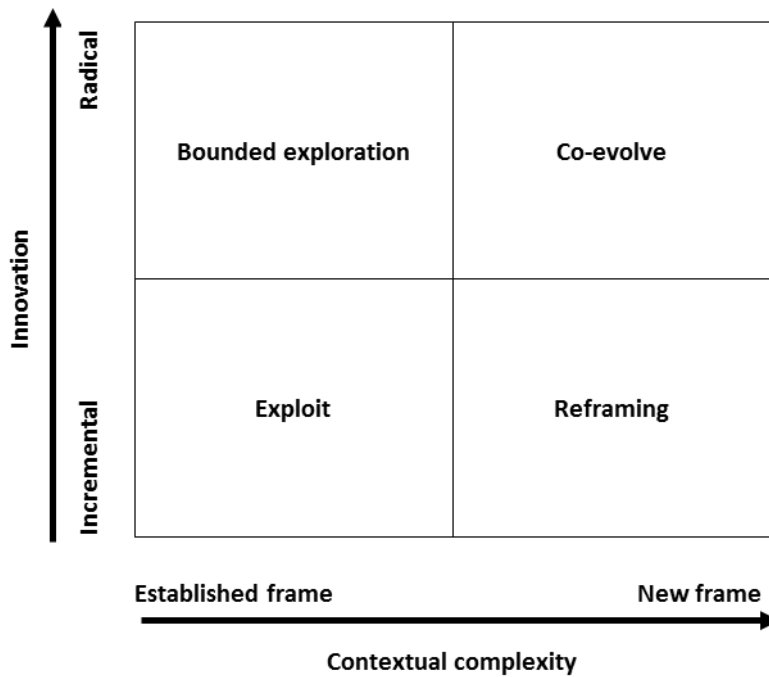 Radical
Bounded exploration
Co-evolve
Innovation
Exploit
Reframing
Incremental
Established frame
New frame
Contextual complexity